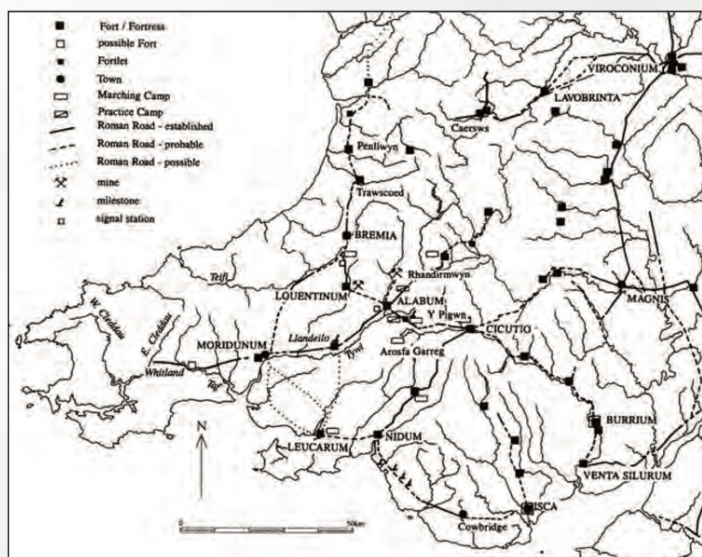 Fort / Fortress
possible Fort
Fortlet
Town
Marching Camp
Practice Camp
Roman Road - established
Roman Road - probable
Roman Road - possible
mine
milestone
signal station
VIROCONIUM
LAVOBRINTA
Caersws
Penllwyn
Trawscoed
BREMIA
Rhandirmwyn
Teifi
LOUENTINUM
ALABUM
MAGNIS
W. Cleddau
E. Cleddau
Y Pigwn
CICUTIO
MORIDUNUM
Llandeilo
Tywi
Arosfa Garreg
Whitland
Taf
BURRIUM
N
LEUCARUM
NIDUM
VENTA SILURUM
ISCA
Cowbridge
0
50km